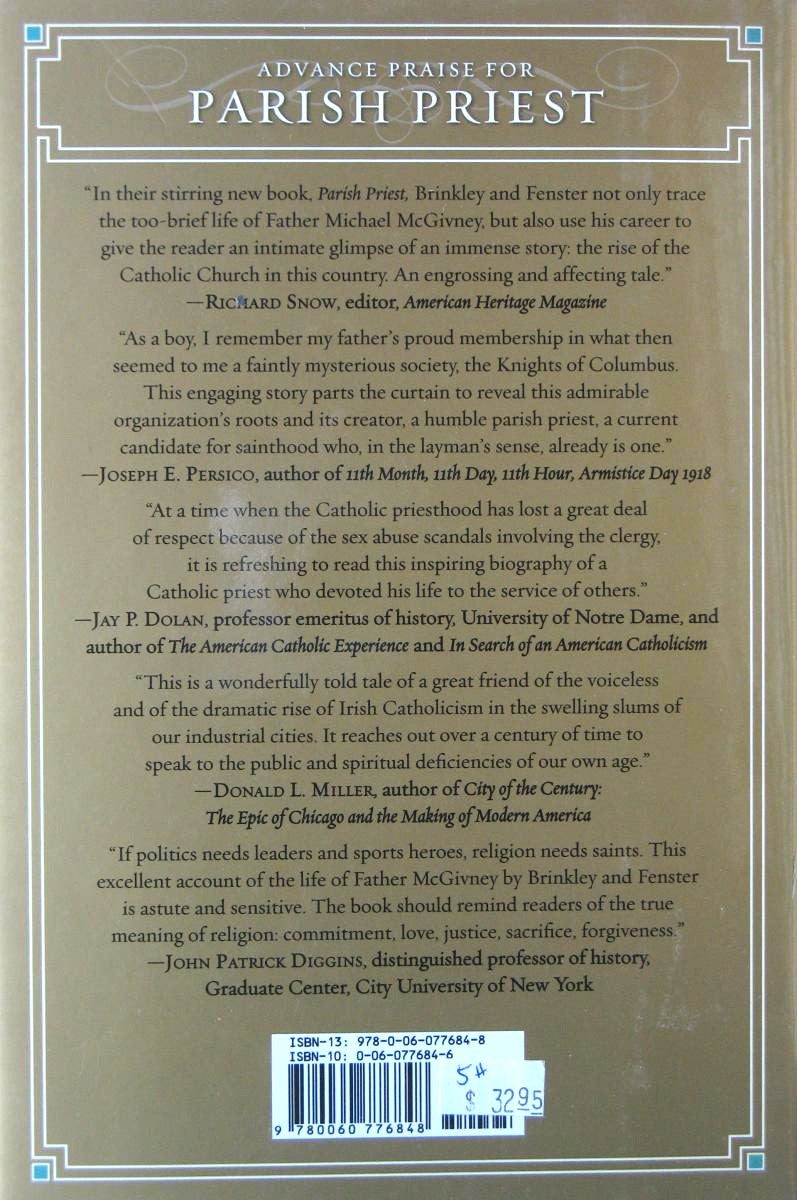 ADVANCE PRAISE FOR
PARISH PRIEST
“In their stirring new book, Parish Priest, Brinkley and Fenster not only trace
the too-brief life of Father Michael McGivney, but also use his career to
give the reader an intimate glimpse of an immense story: the rise of the
Catholic Church in this country. An engrossing and affecting tale.”
—RICHARD SNOW, editor, American Heritage Magazine
“As a boy, I remember my father’s proud membership in what then
seemed to me a faintly mysterious society, the Knights of Columbus.
This engaging story parts the curtain to reveal this admirable
organization’s roots and its creator, a humble parish priest, a current
candidate for sainthood who, in the layman’s sense, already is one.”
—JOSEPH E. PERSICO, author of 11th Month, 11th Day, 11th Hour, Armistice Day 1918
“At a time when the Catholic priesthood has lost a great deal
of respect because of the sex abuse scandals involving the clergy,
it is refreshing to read this inspiring biography of a
Catholic priest who devoted his life to the service of others.”
—JAY P. DOLAN, professor emeritus of history, University of Notre Dame, and
author of The American Catholic Experience and In Search of an American Catholicism
“This is a wonderfully told tale of a great friend of the voiceless
and of the dramatic rise of Irish Catholicism in the swelling slums of
our industrial cities. It reaches out over a century of time to
speak to the public and spiritual deficiencies of our own age.”
—DONALD L. MILLER, author of City of the Century:
The Epic of Chicago and the Making of Modern America
“If politics needs leaders and sports heroes, religion needs saints. This
excellent account of the life of Father McGivney by Brinkley and Fenster
is astute and sensitive. The book should remind readers of the true
meaning of religion: commitment, love, justice, sacrifice, forgiveness.”
—JOHN PATRICK DIGGINS, distinguished professor of history,
Graduate Center, City University of New York
ISBN-13: 978-0-06-077684-8
ISBN-10: 0-06-077684-6
$ 32.95
9 780060 776848